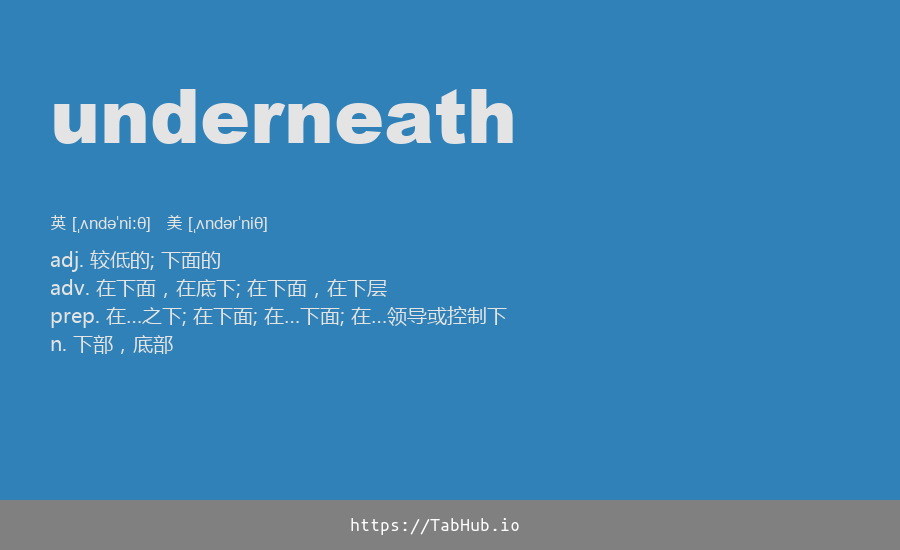 underneath
英 [ˌʌndəˈniːθ]   美 [ˌʌndərˈniθ]
adj. 较低的; 下面的
adv. 在下面，在底下; 在下面，在下层
prep. 在...之下; 在下面; 在...下面; 在...领导或控制下
n. 下部，底部
https://TabHub.io